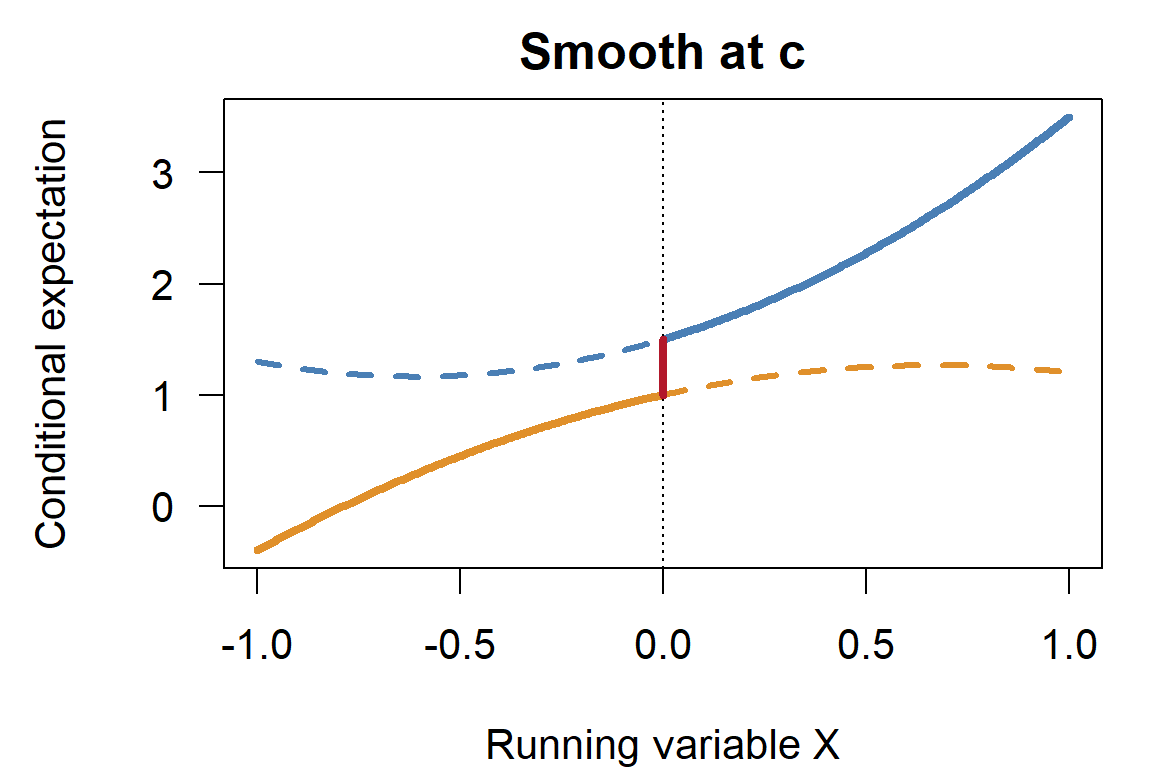 Smooth at c
Conditional expectation
3
2
1
0
-1.0 -0.5 0.0 0.5 1.0
Running variable X